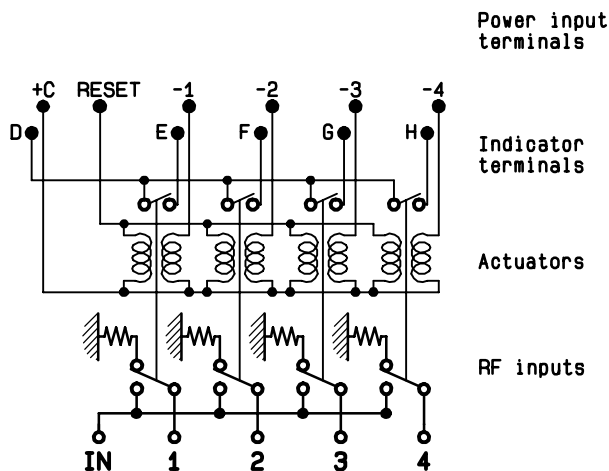 Power input
terminals
+C RESET -1 -2 -3 -4
D E F G H
Indicator
terminals
Actuators
RF inputs
IN 1 2 3 4